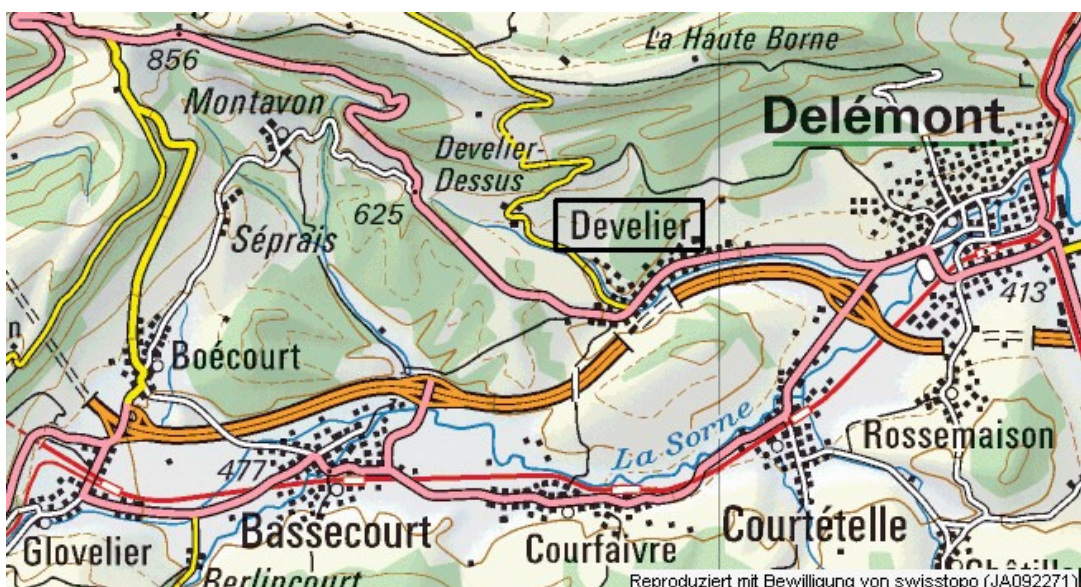 La Haute Borne
856
Montavon
Delémont
Develier-
Dessus
625
Develier
Séprais
413
Boécourt
La Sorne
Rossemaison
477
Bassecourt
Courtételle
Glovelier
Courfaivre
Berlincourt
Reproduziert mit Bewilligung von swisstopo (JA092271)